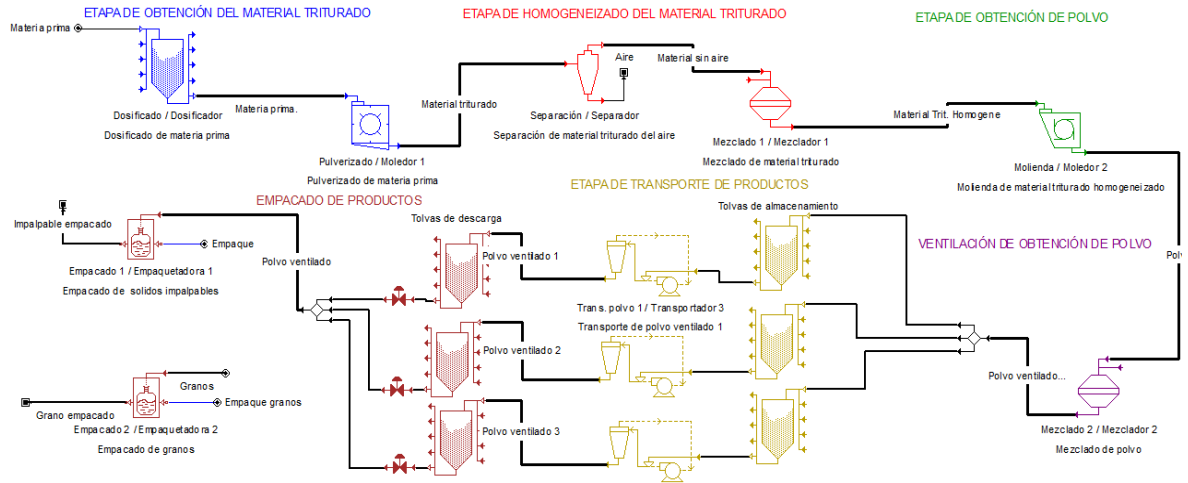 ETAPA DE OBTENCIÓN DEL MATERIAL TRITURADO
ETAPA DE HOMOGENEIZADO DEL MATERIAL TRITURADO
ETAPA DE OBTENCIÓN DE POLVO
Materia prima
Aire
Material sin aire
Materia prima.
Material triturado
Dosificado / Dosificador
Dosificado de materia prima
Separación / Separador
Separación de material triturado del aire
Material Trit. Homogene
Pulverizado / Moledor 1
Pulverizado de materia prima
Mezclado 1 / Mezclador 1
Mezclado de material triturado
Molienda / Moledor 2
Molienda de material triturado homogeneizado
EMPACADO DE PRODUCTOS
ETAPA DE TRANSPORTE DE PRODUCTOS
Tolvas de descarga
Tolvas de almacenamiento
Impalpable empacado
Empaque
Polvo ventilado
Polvo ventilado 1
VENTILACIÓN DE OBTENCIÓN DE POLVO
Polv
Empacado 1 / Empaquetadora 1
Empacado de solidos impalpables
Trans. polvo 1 / Transportador 3
Transporte de polvo ventilado 1
Polvo ventilado 2
Polvo ventilado...
Granos
Grano empacado
Empaque granos
Empacado 2 / Empaquetadora 2
Empacado de granos
Polvo ventilado 3
Mezclado 2 / Mezclador 2
Mezclado de polvo